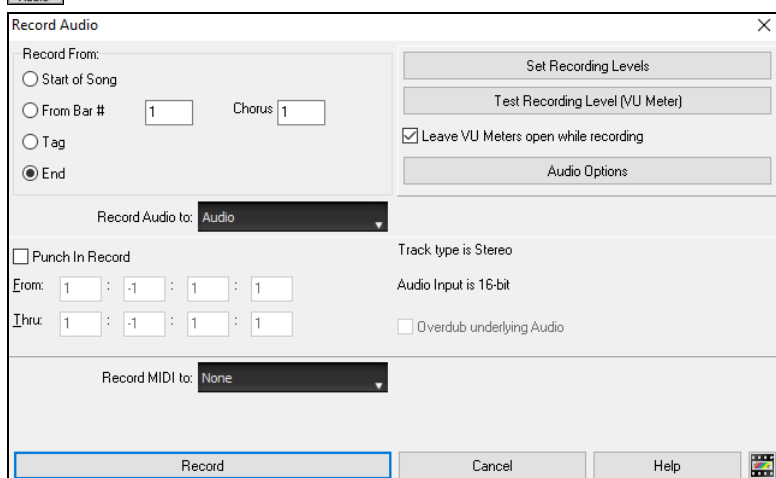 Audio
Record Audio
Record From:
Start of Song
From Bar # 1 Chorus 1
Tag
End
Set Recording Levels
Test Recording Level (VU Meter)
Leave VU Meters open while recording
Audio Options
Record Audio to: Audio
Punch In Record
From: 1 : -1 : 1 : 1
Thru: 1 : -1 : 1 : 1
Track type is Stereo
Audio Input is 16-bit
Overdub underlying Audio
Record MIDI to: None
Record Cancel Help